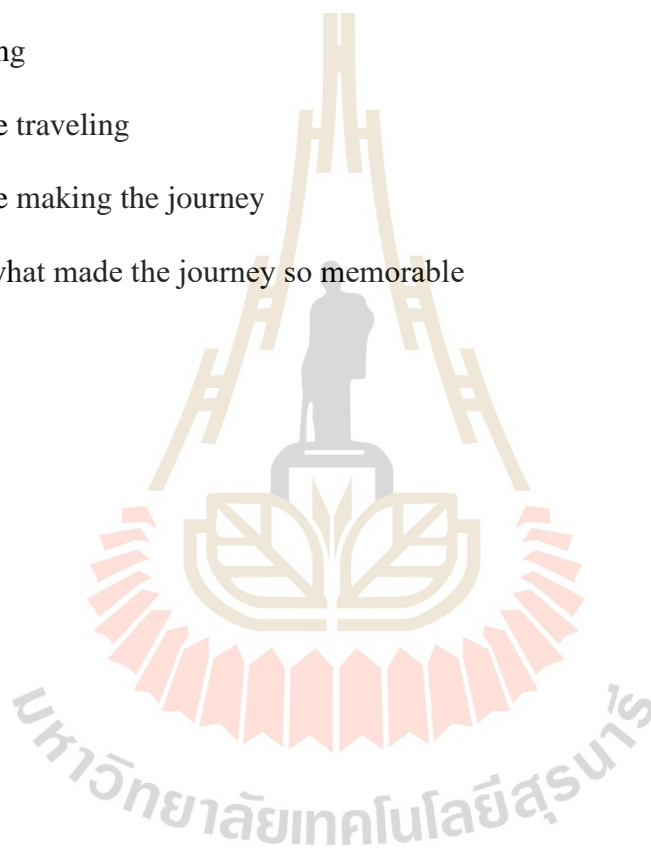 ng
e traveling
e making the journey
what made the journey so memorable
มหาวิทยาลัยเทคโนโลยีสุรนารี